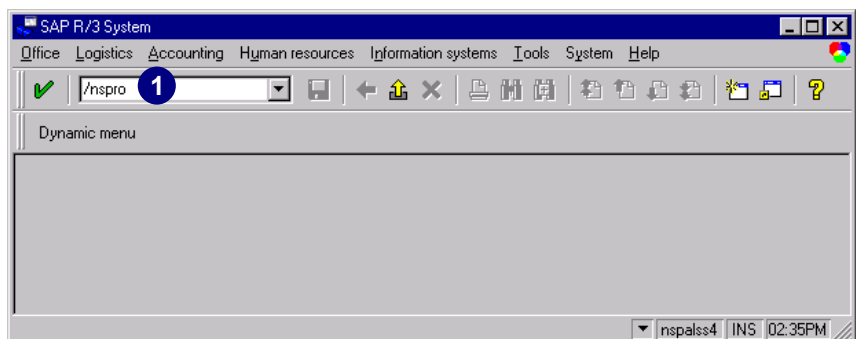 SAP R/3 System
Office Logistics Accounting Human resources Information systems Tools System Help
/nspro 1
Dynamic menu
nspalss4 INS 02:35PM